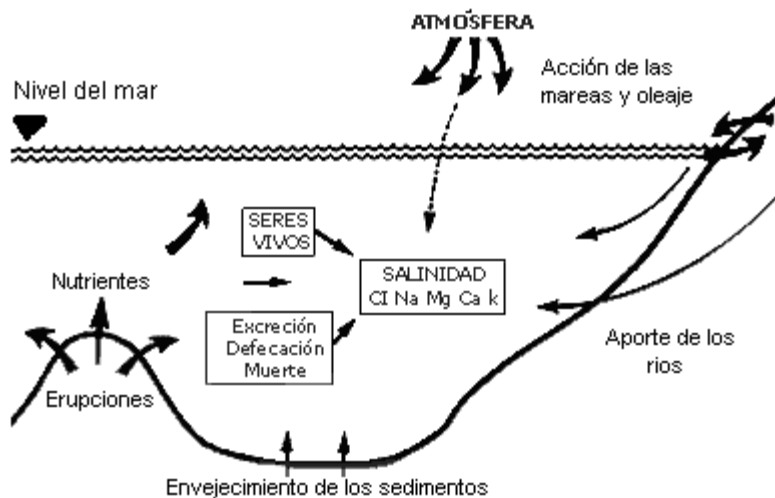 ATMÓSFERA
Nivel del mar
Acción de las
mareas y oleaje
SERES
VIVOS
SALINIDAD
Cl Na Mg Ca k
Nutrientes
Excreción
Defecación
Muerte
Erupciones
Aporte de los
rios
Envejecimiento de los sedimentos